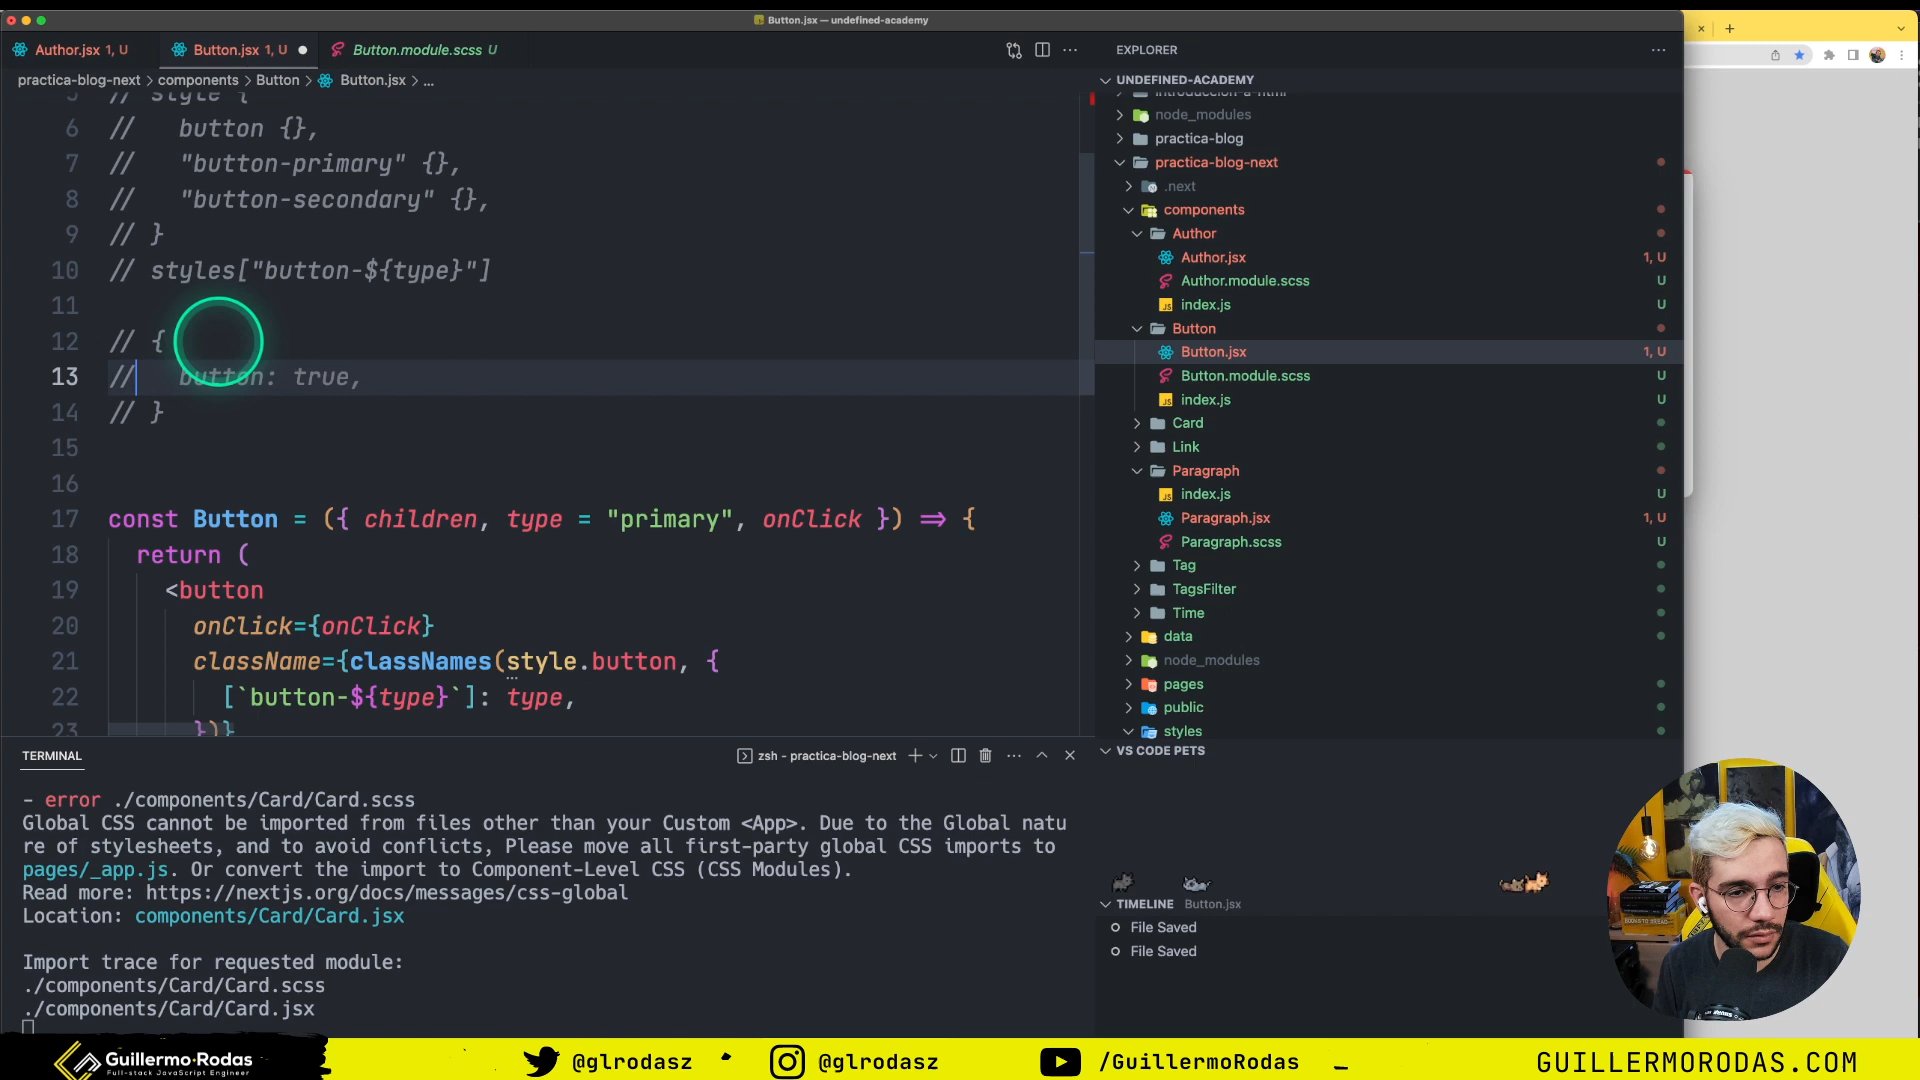 Button.jsx — undefined-academy
Author.jsx 1, U
Button.jsx 1, U
Button.module.scss U
practica-blog-next > components > Button > Button.jsx > ...
5 // style {
6 //   button {},
7 //   "button-primary" {},
8 //   "button-secondary" {},
9 // }
10 // styles["button-${type}"]
11
12 // {
13 //   button: true,
14 // }
15
16
17 const Button = ({ children, type = "primary", onClick }) => {
18   return (
19     <button
20       onClick={onClick}
21       className={classNames(style.button, {
22         [`button-${type}`]: type,
23       })}
EXPLORER
UNDEFINED-ACADEMY
introduccion-a-html
node_modules
practica-blog
practica-blog-next
.next
components
Author
Author.jsx 1, U
Author.module.scss U
index.js U
Button
Button.jsx 1, U
Button.module.scss U
index.js U
Card
Link
Paragraph
index.js U
Paragraph.jsx 1, U
Paragraph.scss U
Tag
TagsFilter
Time
data
node_modules
pages
public
styles
VS CODE PETS
TIMELINE Button.jsx
File Saved
File Saved
TERMINAL
zsh - practica-blog-next
- error ./components/Card/Card.scss
Global CSS cannot be imported from files other than your Custom <App>. Due to the Global natu
re of stylesheets, and to avoid conflicts, Please move all first-party global CSS imports to
pages/_app.js. Or convert the import to Component-Level CSS (CSS Modules).
Read more: https://nextjs.org/docs/messages/css-global
Location: components/Card/Card.jsx
Import trace for requested module:
./components/Card/Card.scss
./components/Card/Card.jsx
Guillermo Rodas
Full-stack JavaScript Engineer
@glrodasz
@glrodasz
/GuillermoRodas
GUILLERMORODAS.COM